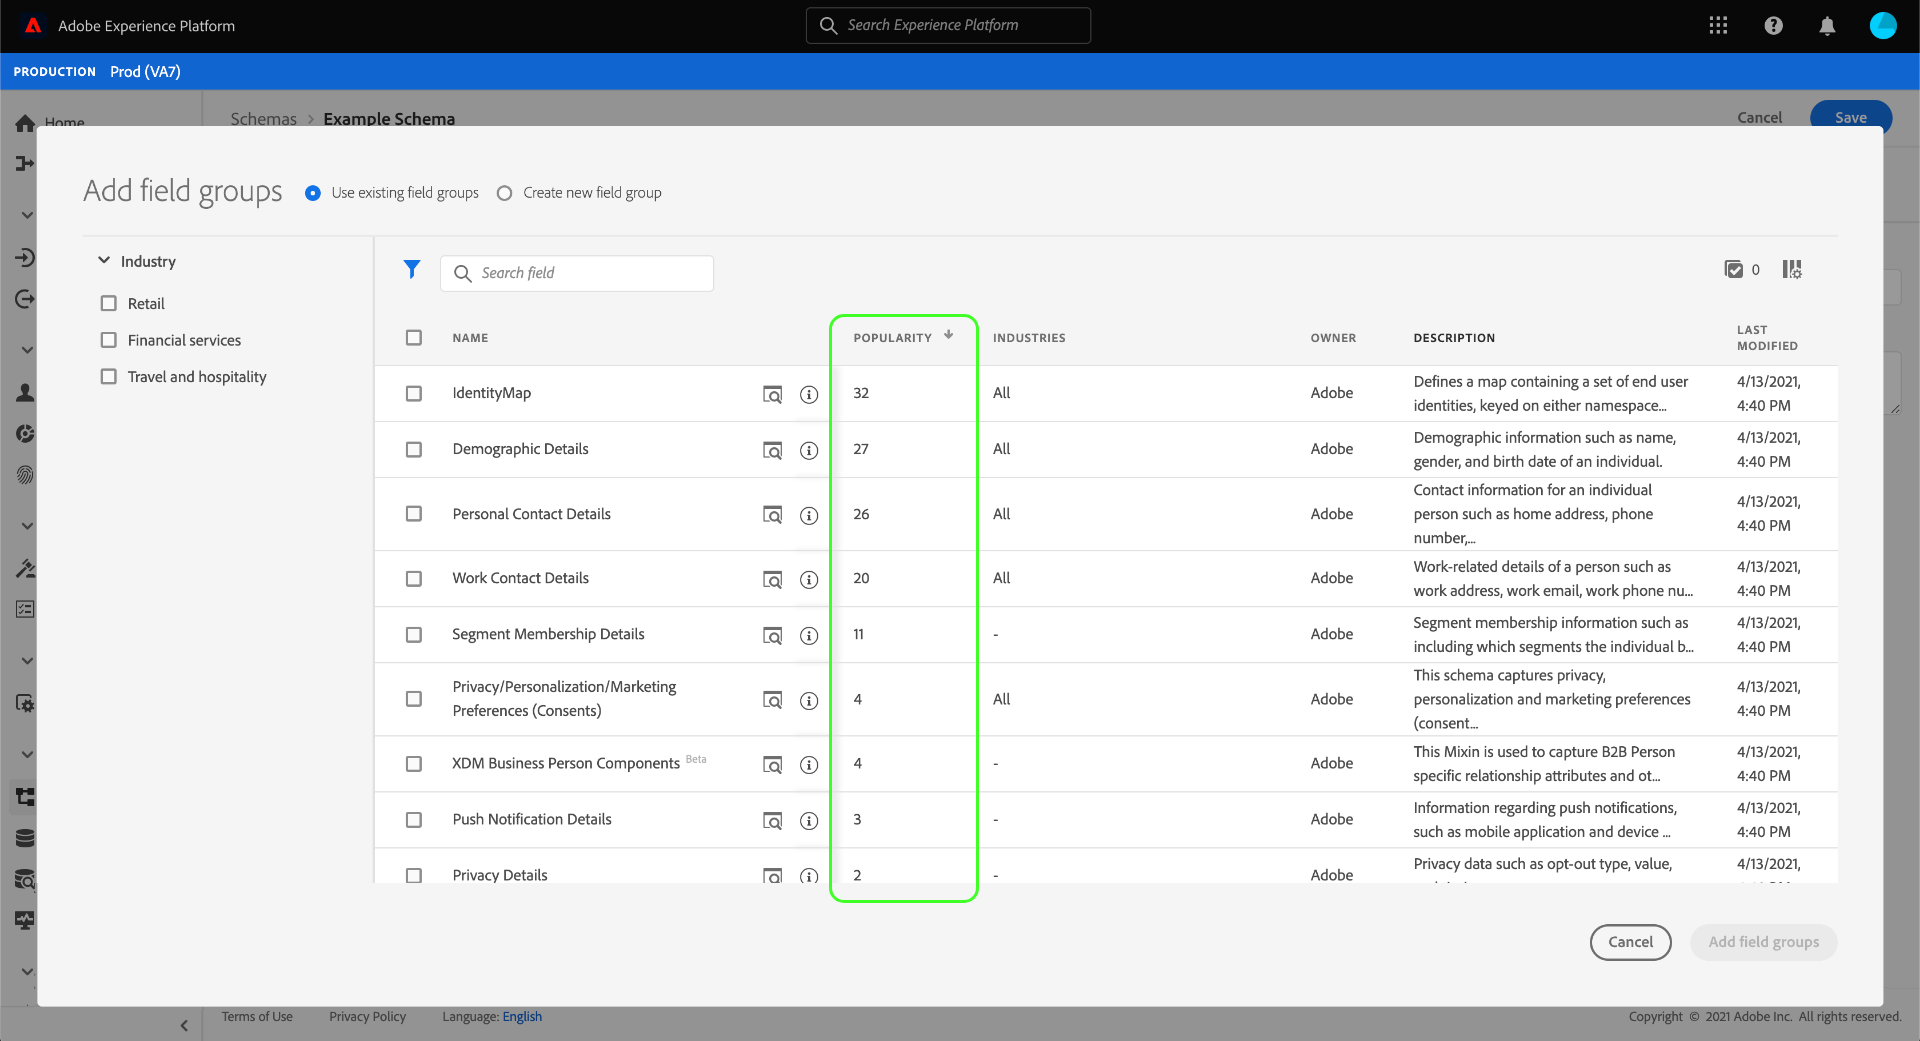 Adobe Experience Platform
Search Experience Platform
PRODUCTION Prod (VA7)
Home
Schemas > Example Schema
Cancel
Save
Add field groups
Use existing field groups
Create new field group
Industry
Retail
Financial services
Travel and hospitality
Search field
0
NAME
POPULARITY
INDUSTRIES
OWNER
DESCRIPTION
LAST
MODIFIED
IdentityMap
32
All
Adobe
Defines a map containing a set of end user
identities, keyed on either namespace...
4/13/2021,
4:40 PM
Demographic Details
27
All
Adobe
Demographic information such as name,
gender, and birth date of an individual.
4/13/2021,
4:40 PM
Personal Contact Details
26
All
Adobe
Contact information for an individual
person such as home address, phone
number,...
4/13/2021,
4:40 PM
Work Contact Details
20
All
Adobe
Work-related details of a person such as
work address, work email, work phone nu...
4/13/2021,
4:40 PM
Segment Membership Details
11
-
Adobe
Segment membership information such as
including which segments the individual b...
4/13/2021,
4:40 PM
Privacy/Personalization/Marketing
Preferences (Consents)
4
All
Adobe
This schema captures privacy,
personalization and marketing preferences
(consent...
4/13/2021,
4:40 PM
XDM Business Person Components Beta
4
-
Adobe
This Mixin is used to capture B2B Person
specific relationship attributes and ot...
4/13/2021,
4:40 PM
Push Notification Details
3
-
Adobe
Information regarding push notifications,
such as mobile application and device ...
4/13/2021,
4:40 PM
Privacy Details
2
-
Adobe
Privacy data such as opt-out type, value,
4/13/2021,
Cancel
Add field groups
Terms of Use
Privacy Policy
Language: English
Copyright © 2021 Adobe Inc. All rights reserved.